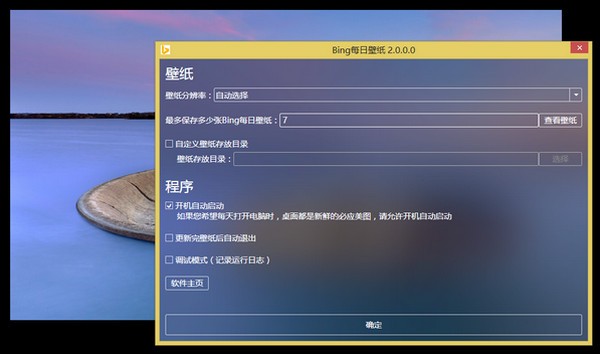 Bing每日壁纸 2.0.0.0
壁纸
壁纸分辨率：自动选择
最多保存多少张Bing每日壁纸：7 查看壁纸
自定义壁纸存放目录
壁纸存放目录： 选择
程序
开机自动启动
如果您希望每天打开电脑时，桌面都是新鲜的必应美图，请允许开机自动启动
更新完壁纸后自动退出
调试模式（记录运行日志）
软件主页
确定